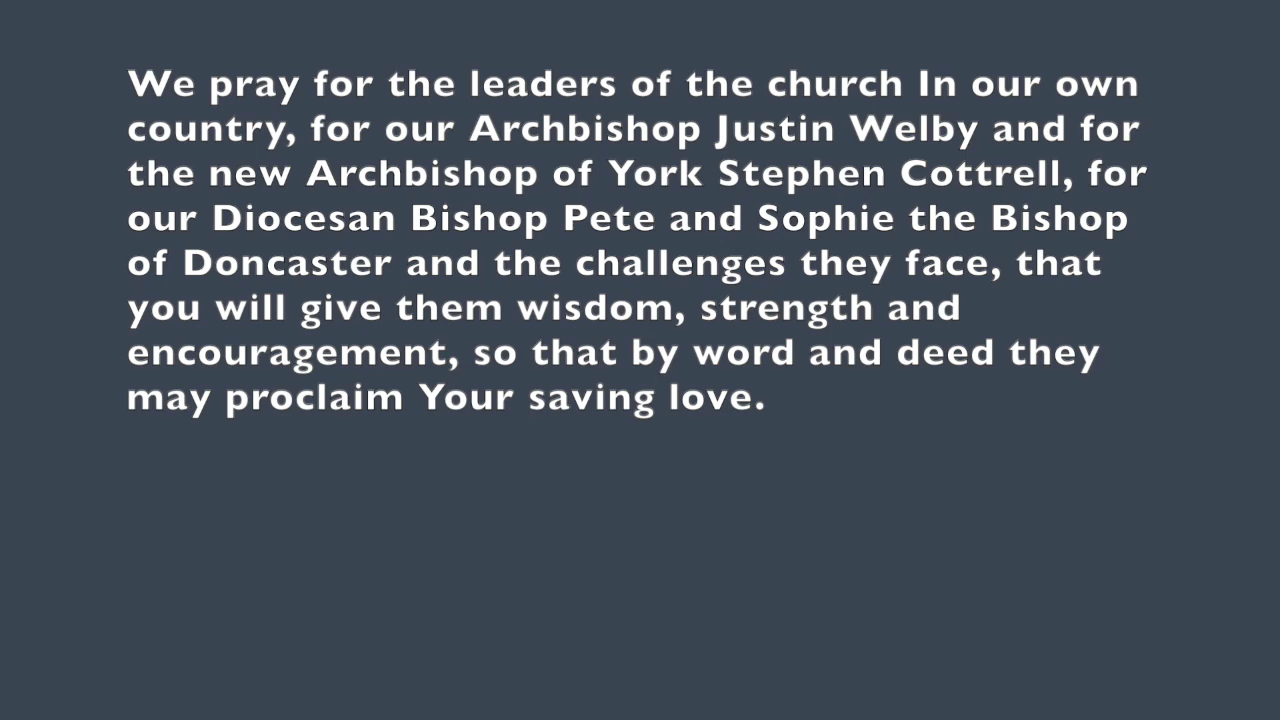 We pray for the leaders of the church In our own
country, for our Archbishop Justin Welby and for
the new Archbishop of York Stephen Cottrell, for
our Diocesan Bishop Pete and Sophie the Bishop
of Doncaster and the challenges they face, that
you will give them wisdom, strength and
encouragement, so that by word and deed they
may proclaim Your saving love.